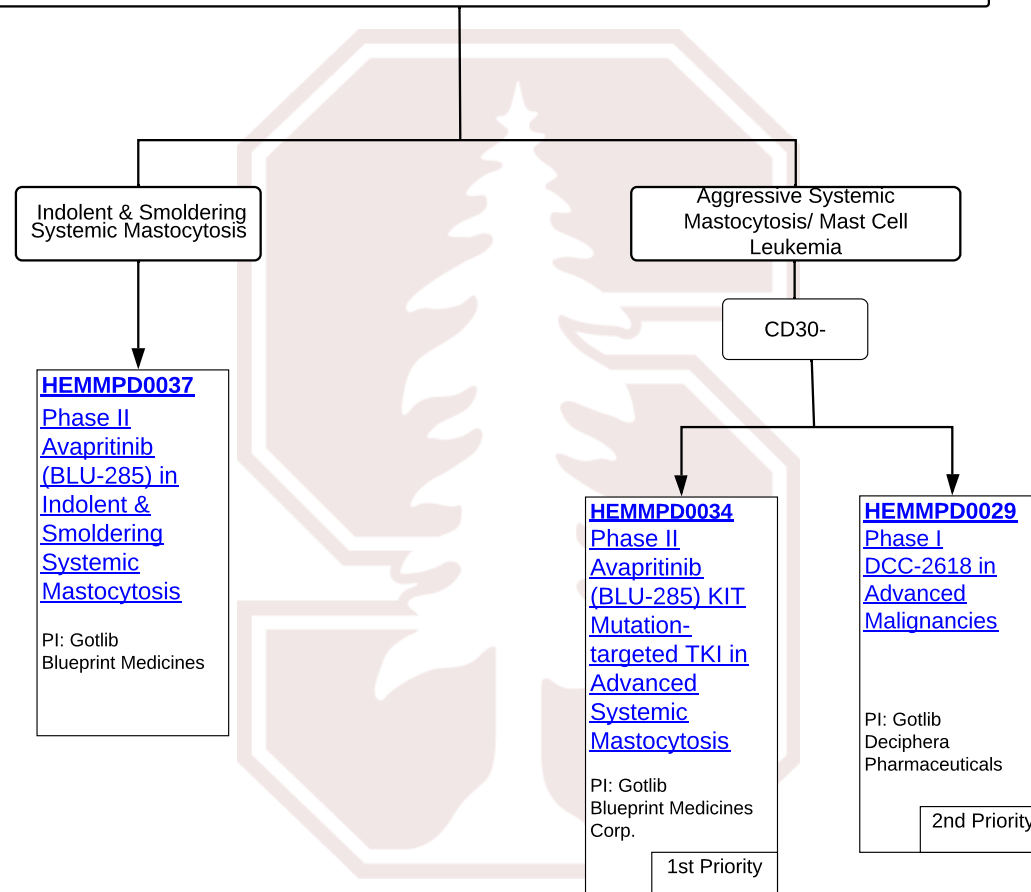 Indolent & Smoldering
Systemic Mastocytosis
Aggressive Systemic
Mastocytosis/ Mast Cell
Leukemia
CD30-
HEMMPD0037
Phase II
Avapritinib
(BLU-285) in
Indolent &
Smoldering
Systemic
Mastocytosis
PI: Gotlib
Blueprint Medicines
HEMMPD0034
Phase II
Avapritinib
(BLU-285) KIT
Mutation-
targeted TKI in
Advanced
Systemic
Mastocytosis
PI: Gotlib
Blueprint Medicines
Corp.
1st Priority
HEMMPD0029
Phase I
DCC-2618 in
Advanced
Malignancies
PI: Gotlib
Deciphera
Pharmaceuticals
2nd Priority